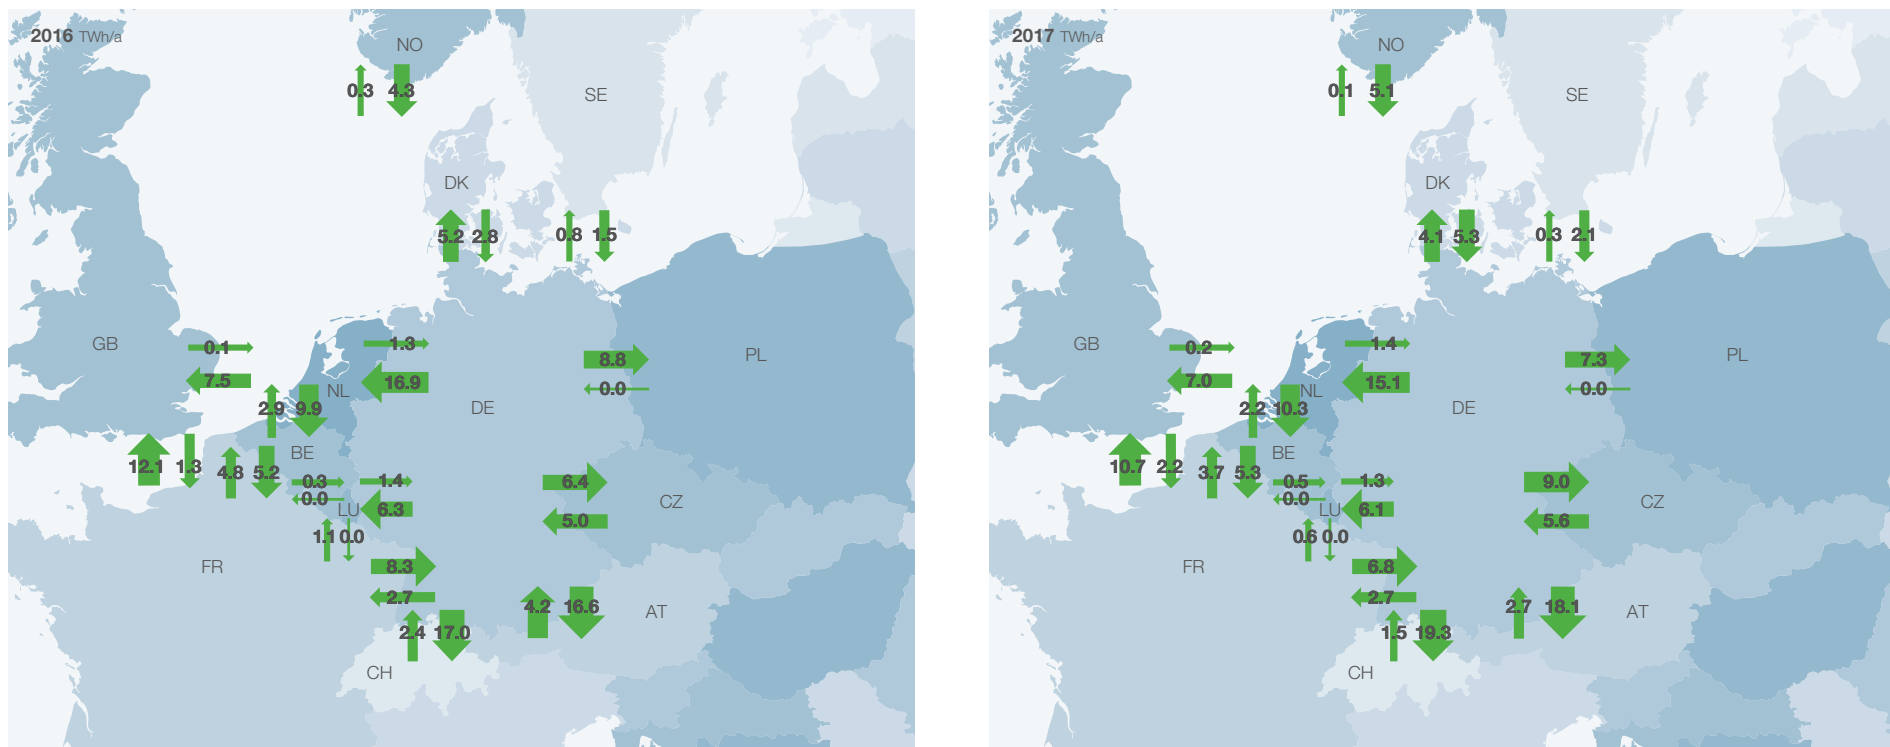 2016 TWh/a
NO
0.3 4.3
SE
DK
5.2 2.8
0.8 1.5
GB
0.1
7.5
1.3
16.9
NL
2.9 9.9
8.8
0.0
PL
DE
BE
12.1 1.3
4.8 5.2
0.3
0.0
1.4
6.3
LU
6.4
5.0
CZ
1.1 0.0
FR
8.3
2.7
2.4 17.0
4.2 16.6
AT
CH
2017 TWh/a
NO
0.1 5.1
SE
DK
4.1 5.3
0.3 2.1
GB
0.2
7.0
1.4
15.1
NL
2.2 10.3
7.3
0.0
PL
DE
BE
10.7 2.2
3.7 5.3
0.5
0.0
1.3
6.1
LU
9.0
5.6
CZ
0.6 0.0
FR
6.8
2.7
1.5 19.3
2.7 18.1
AT
CH